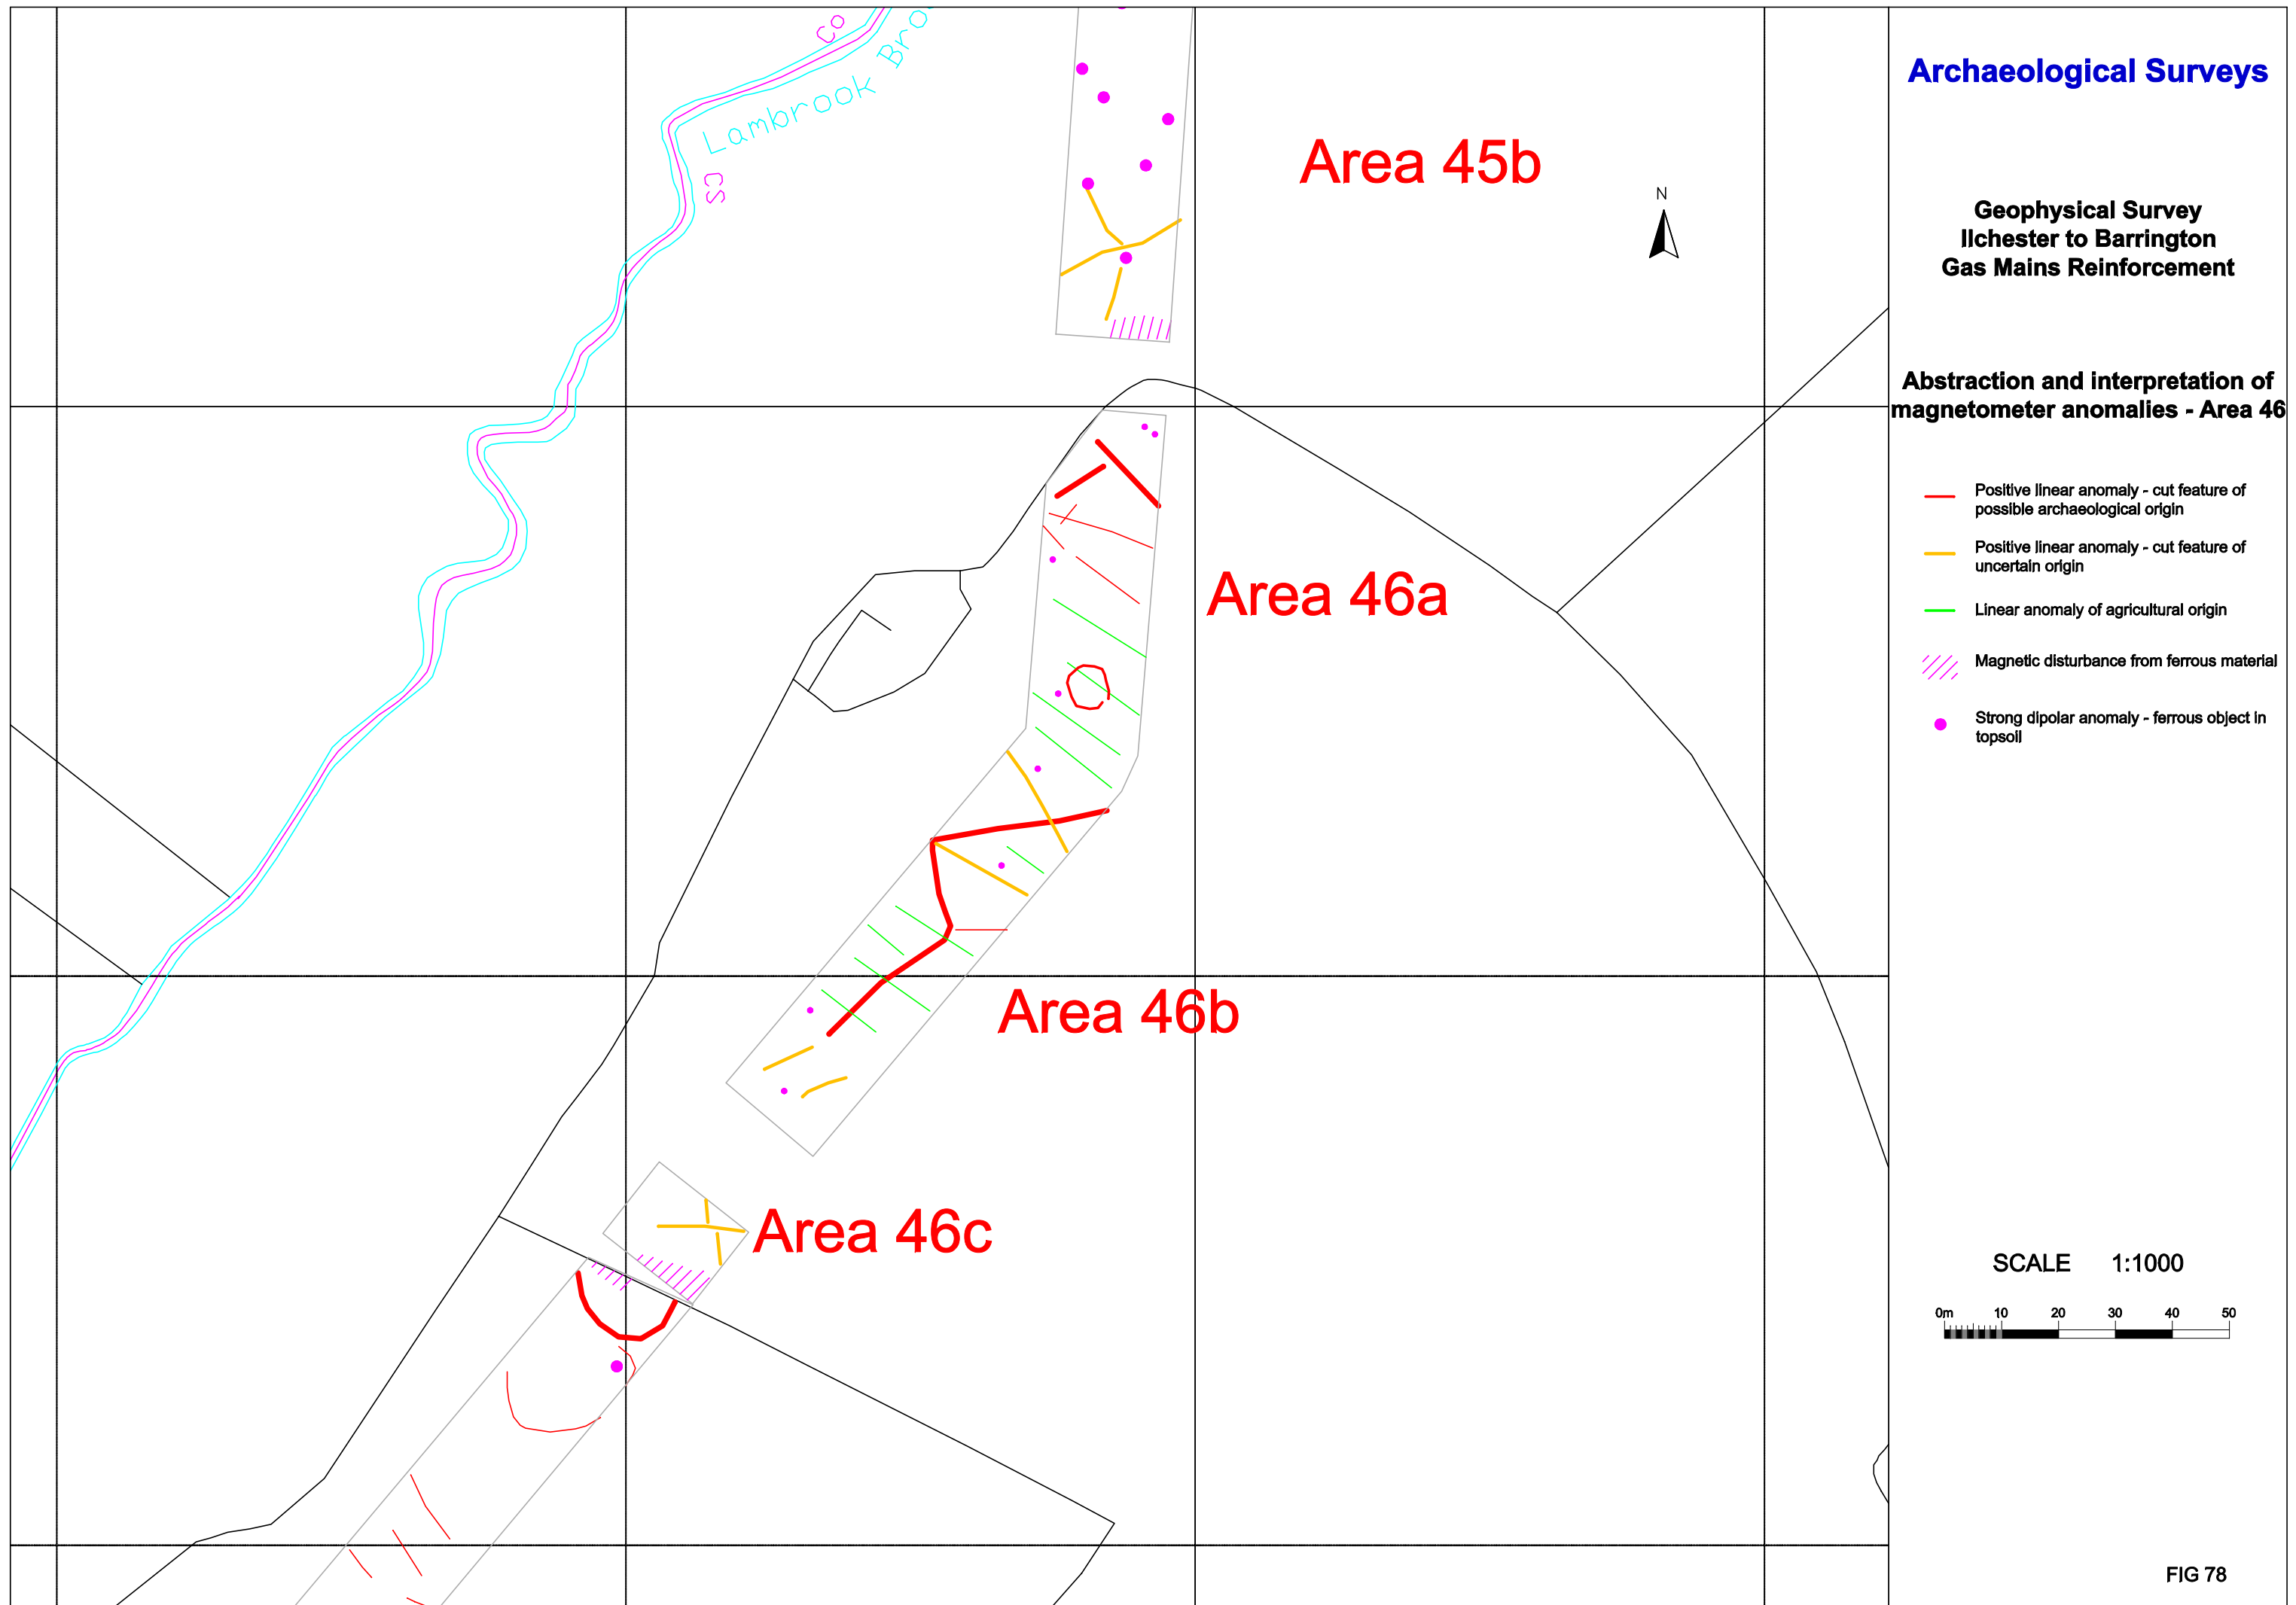 Co
Lambrook Bro
CS
Area 45b
N
Area 46a
Area 46b
Area 46c
Archaeological Surveys
Geophysical Survey
Ilchester to Barrington
Gas Mains Reinforcement
Abstraction and interpretation of
magnetometer anomalies - Area 46
Positive linear anomaly - cut feature of
possible archaeological origin
Positive linear anomaly - cut feature of
uncertain origin
Linear anomaly of agricultural origin
Magnetic disturbance from ferrous material
Strong dipolar anomaly - ferrous object in
topsoil
SCALE 1:1000
0m 10 20 30 40 50
FIG 78